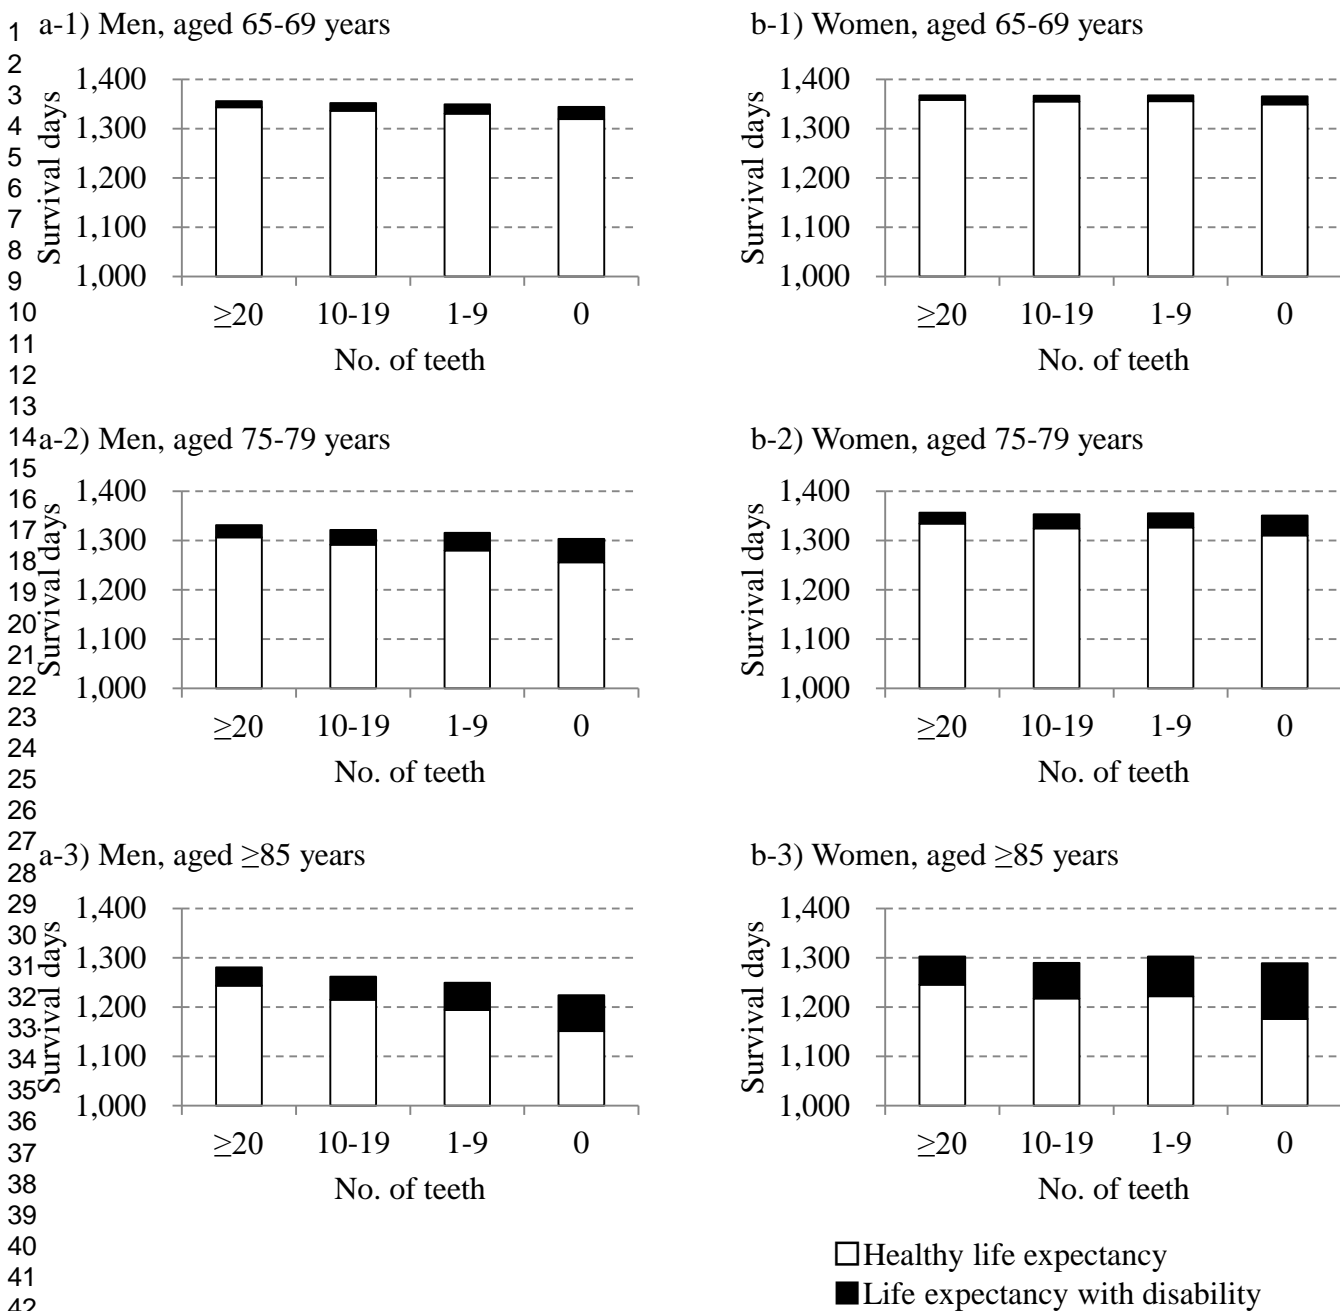 1
2
3
4
5
6
7
8
9
10
11
12
13
14
15
16
17
18
19
20
21
22
23
24
25
26
27
28
29
30
31
32
33
34
35
36
37
38
39
40
41
42
a-1) Men, aged 65-69 years
Survival days
1,400
1,300
1,200
1,100
1,000
≥20 10-19 1-9 0
No. of teeth
b-1) Women, aged 65-69 years
Survival days
1,400
1,300
1,200
1,100
1,000
≥20 10-19 1-9 0
No. of teeth
a-2) Men, aged 75-79 years
Survival days
1,400
1,300
1,200
1,100
1,000
≥20 10-19 1-9 0
No. of teeth
b-2) Women, aged 75-79 years
Survival days
1,400
1,300
1,200
1,100
1,000
≥20 10-19 1-9 0
No. of teeth
a-3) Men, aged ≥85 years
Survival days
1,400
1,300
1,200
1,100
1,000
≥20 10-19 1-9 0
No. of teeth
b-3) Women, aged ≥85 years
Survival days
1,400
1,300
1,200
1,100
1,000
≥20 10-19 1-9 0
No. of teeth
Healthy life expectancy
Life expectancy with disability